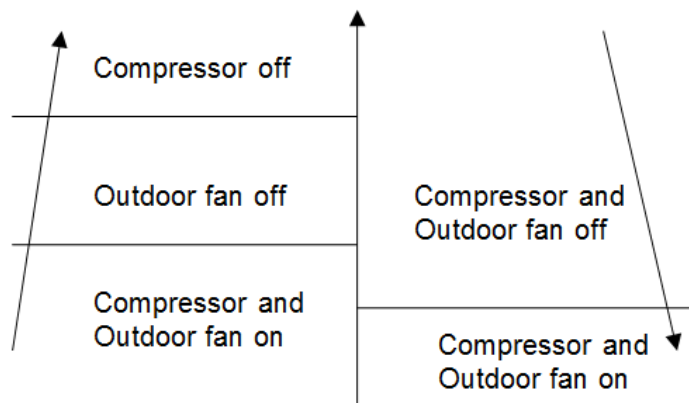 Compressor off
Outdoor fan off
Compressor and
Outdoor fan on
Compressor and
Outdoor fan off
Compressor and
Outdoor fan on